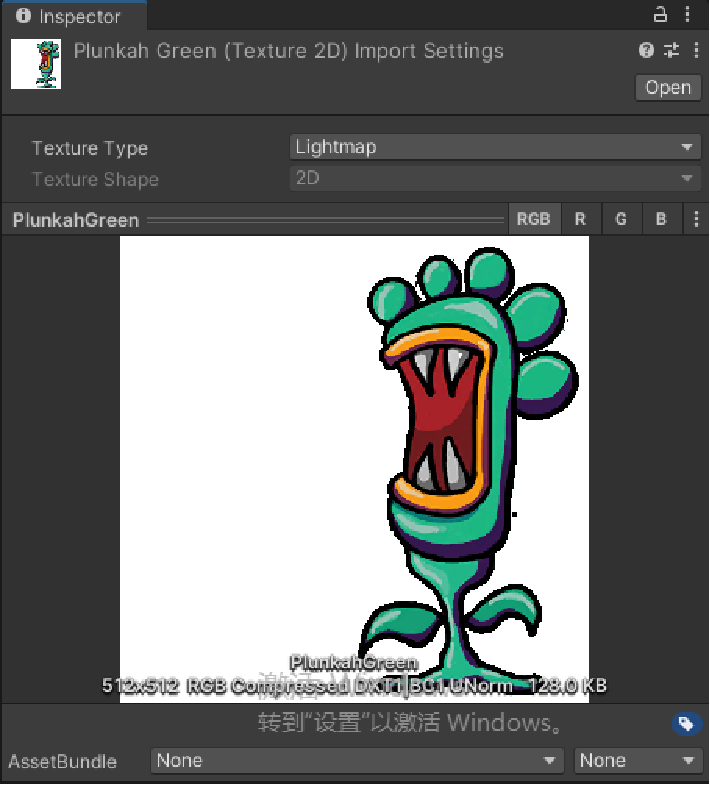 Inspector
Plunkah Green (Texture 2D) Import Settings
Open
Texture Type Lightmap
Texture Shape 2D
PlunkahGreen RGB R G B
PlunkahGreen
512x512 RGB Compressed DXT1|BC1 UNorm 128.0 KB
激活 Windows
转到“设置”以激活 Windows。
AssetBundle None None